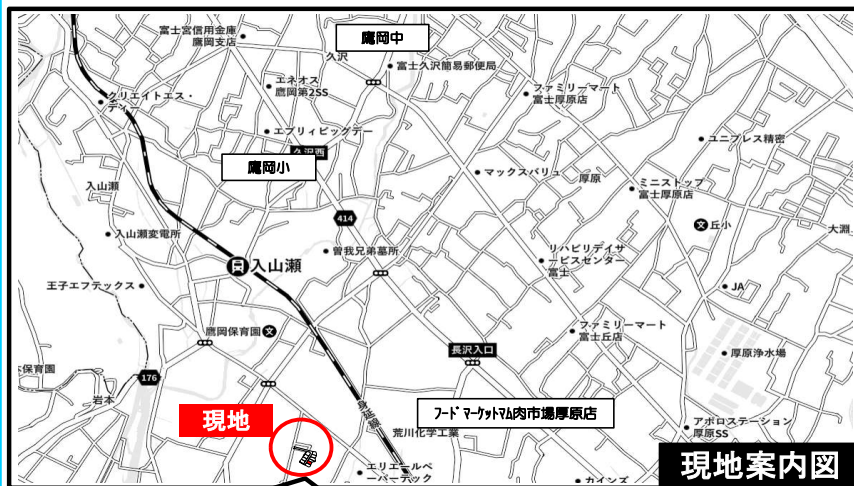 富士宮信用金庫
鷹岡支店
久沢
鷹岡中
富士久沢簡易郵便局
エネオス
鷹岡第2SS
クリエイトエス・
デー
ファミリーマート
富士厚原店
エブリィビッグデー
久沢西
ユニプレス精密
鷹岡小
マックスバリュ
厚原
ミニストップ
富士厚原店
入山瀬
414
文
丘小
大淵
入山瀬変電所
曽我兄弟墓所
リハビリデイサ
ービスセンター
富士
入山瀬
王子エフテックス
JA
鷹岡保育園
文
ファミリーマート
富士丘店
長沢入口
厚原浄水場
保育園
176
岩本
現地
身延線
フードマーケットマム肉市場厚原店
荒川化学工業
アポロステーション
厚原SS
エリエールペ
ーパーテック
カインズ
現地案内図